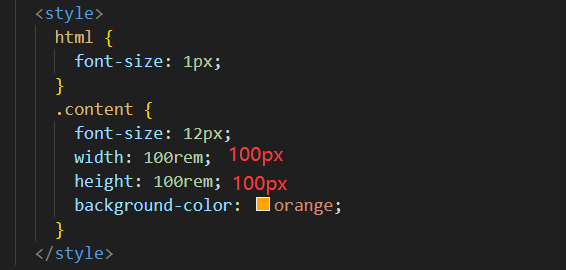 <style>
html {
font-size: 1px;
}
.content {
font-size: 12px;
width: 100rem; 100px
height: 100rem; 100px
background-color: orange;
}
</style>